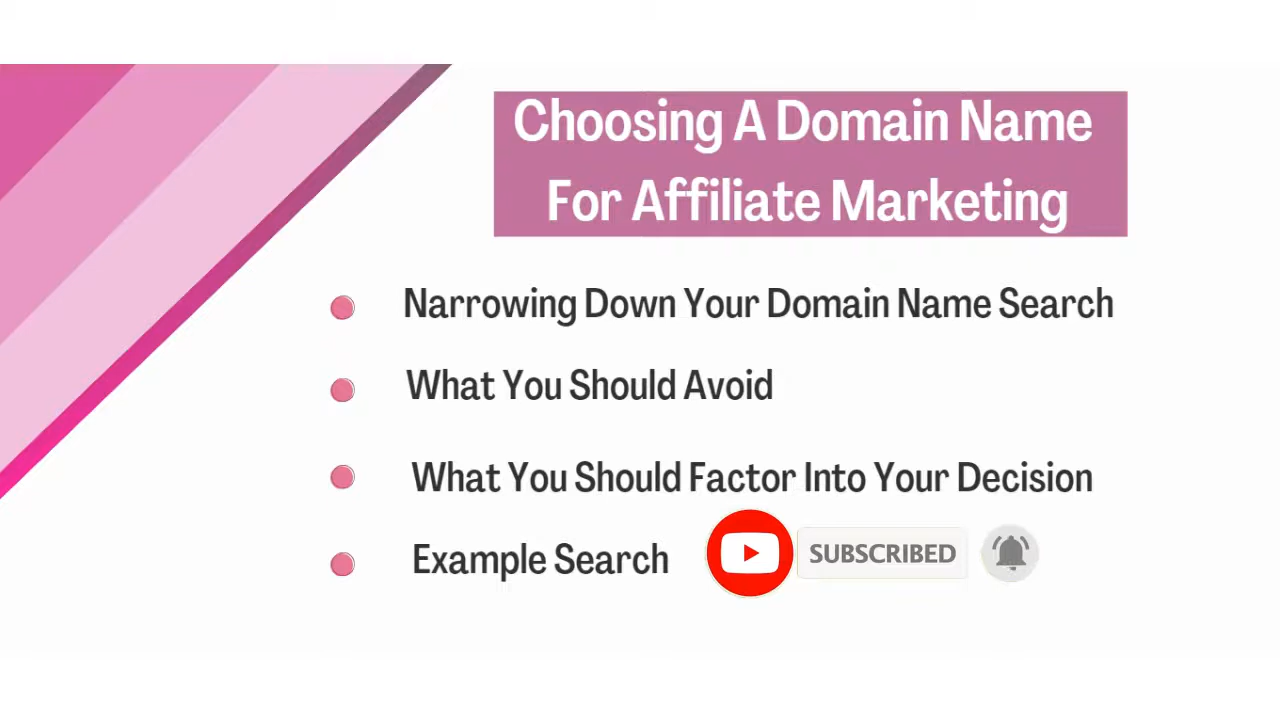 Choosing A Domain Name
For Affiliate Marketing
Narrowing Down Your Domain Name Search
What You Should Avoid
What You Should Factor Into Your Decision
Example Search
SUBSCRIBED